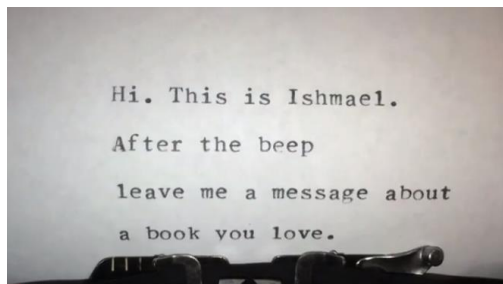 Hi. This is Ishmael.
After the beep
leave me a message about
a book you love.